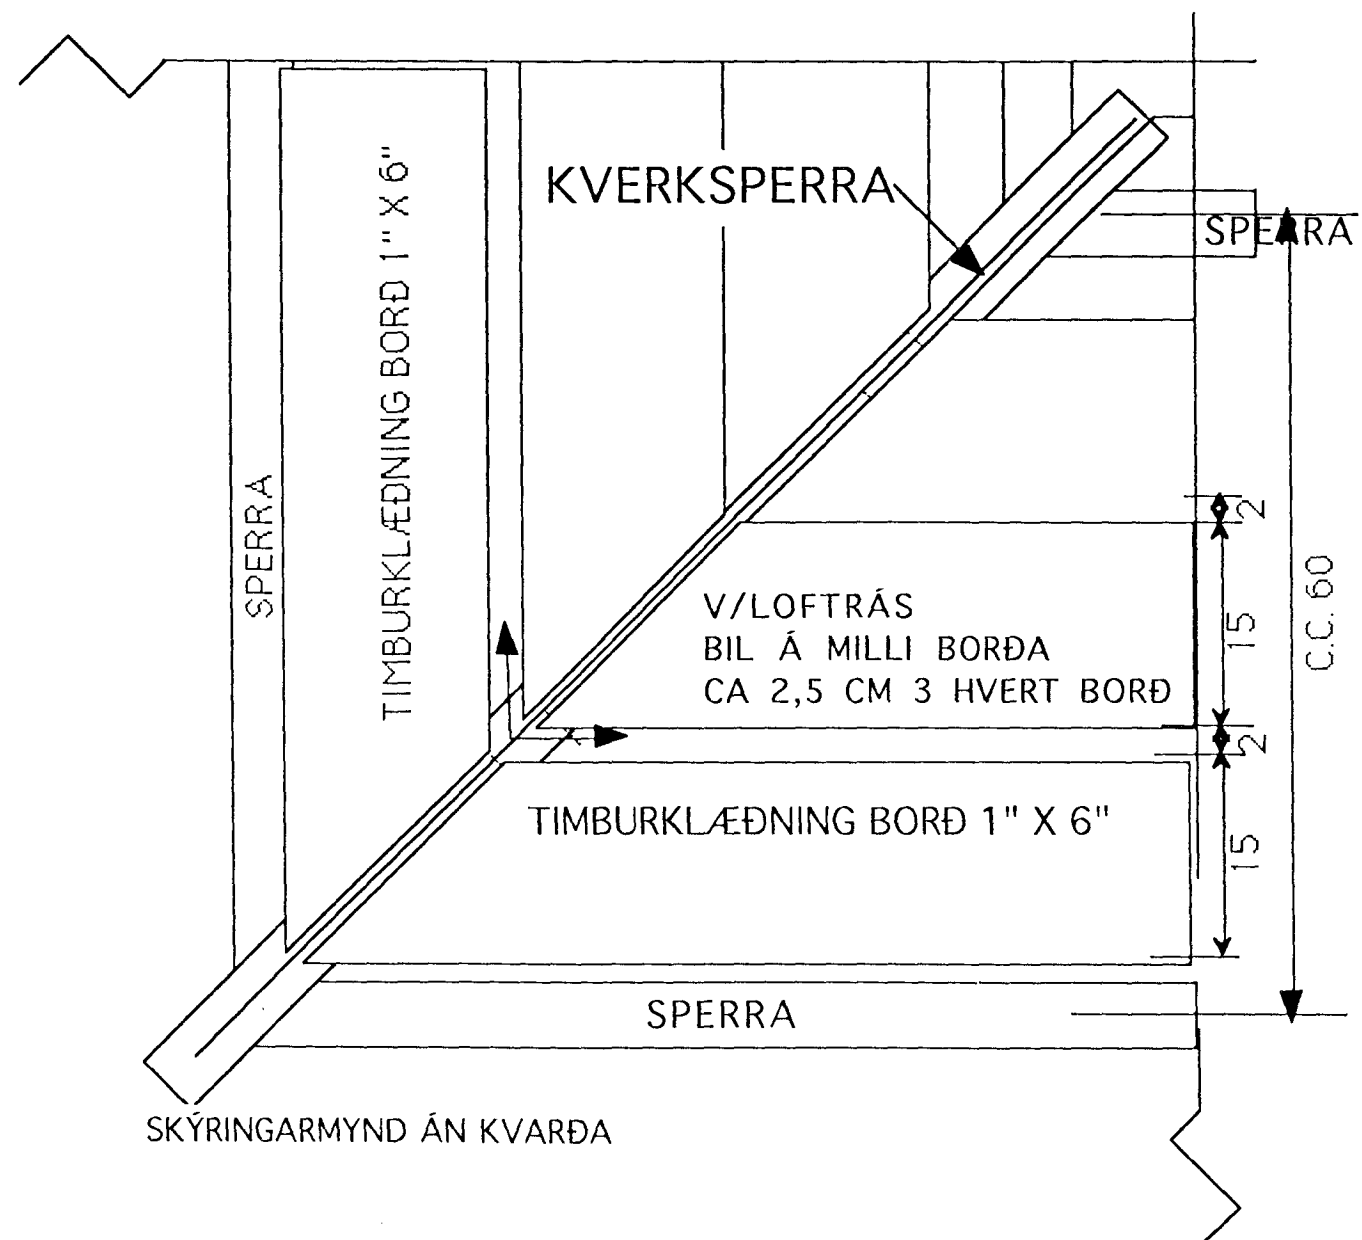 KVERKSPERRA
SPERRA
TIMBURKLÆÐNING BORÐ 1" X 6"
SPERRA
2
V/LOFTRÁS
BIL Á MILLI BORÐA
CA 2,5 CM 3 HVERT BORÐ
15
C.C. 60
2
TIMBURKLÆÐNING BORÐ 1" X 6"
15
SPERRA
SKÝRINGARMYND ÁN KVARÐA